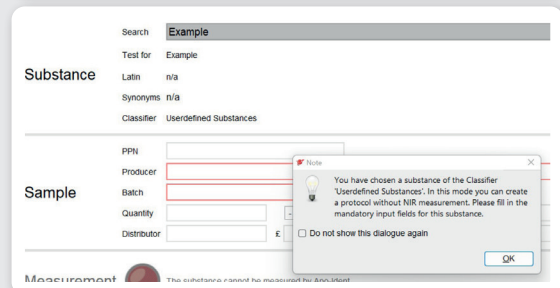 Search Example
Test for Example
Substance
Latin n/a
Synonyms n/a
Classifier Userdefined Substances
PPN
Producer
Sample
Batch
Quantity
-
Distributor £
Note
You have chosen a substance of the Classifier
'Userdefined Substances'. In this mode you can create
a protocol without NIR measurement. Please fill in the
mandatory input fields for this substance.
Do not show this dialogue again
OK
Measurement
The substance cannot be measured by Apo-Ident